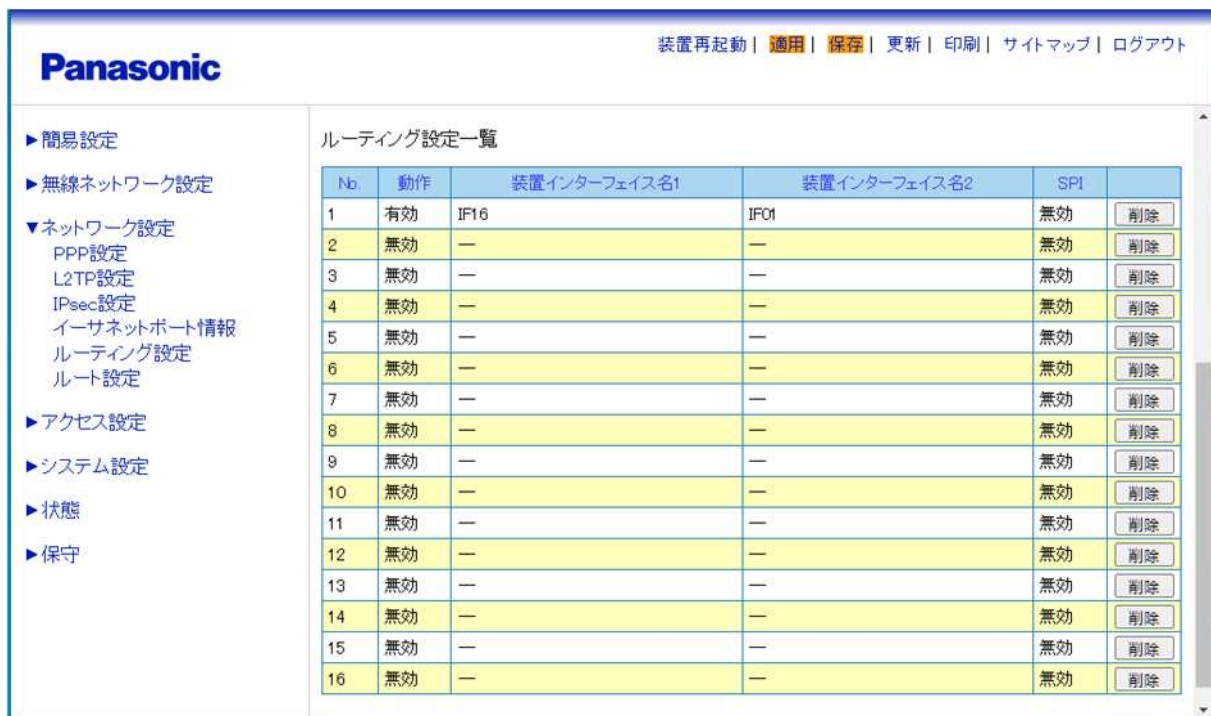 装置再起動| 適用| 保存| 更新| 印刷| サイトマップ| ログアウト
Panasonic
▶簡易設定
▶無線ネットワーク設定
▼ネットワーク設定
PPP設定
L2TP設定
IPsec設定
イーサネットポート情報
ルーティング設定
ルート設定
▶アクセス設定
▶システム設定
▶状態
▶保守
ルーティング設定一覧
No. 動作 装置インターフェイス名1 装置インターフェイス名2 SPI
1 有効 IF16 IF01 無効 削除
2 無効 — — 無効 削除
3 無効 — — 無効 削除
4 無効 — — 無効 削除
5 無効 — — 無効 削除
6 無効 — — 無効 削除
7 無効 — — 無効 削除
8 無効 — — 無効 削除
9 無効 — — 無効 削除
10 無効 — — 無効 削除
11 無効 — — 無効 削除
12 無効 — — 無効 削除
13 無効 — — 無効 削除
14 無効 — — 無効 削除
15 無効 — — 無効 削除
16 無効 — — 無効 削除